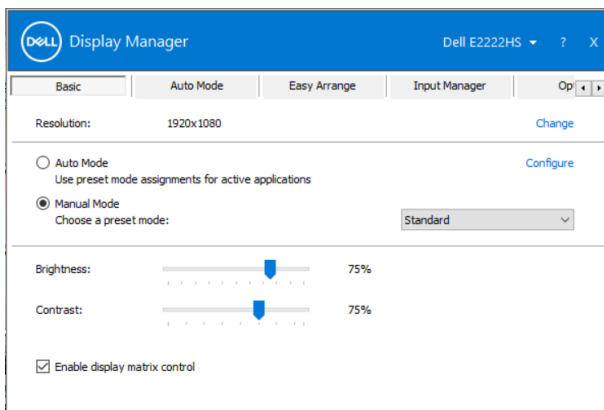 DELL Display Manager Dell E2222HS ? X
Basic Auto Mode Easy Arrange Input Manager Op
Resolution: 1920x1080 Change
Auto Mode Configure
Use preset mode assignments for active applications
Manual Mode
Choose a preset mode: Standard
Brightness: 75%
Contrast: 75%
Enable display matrix control